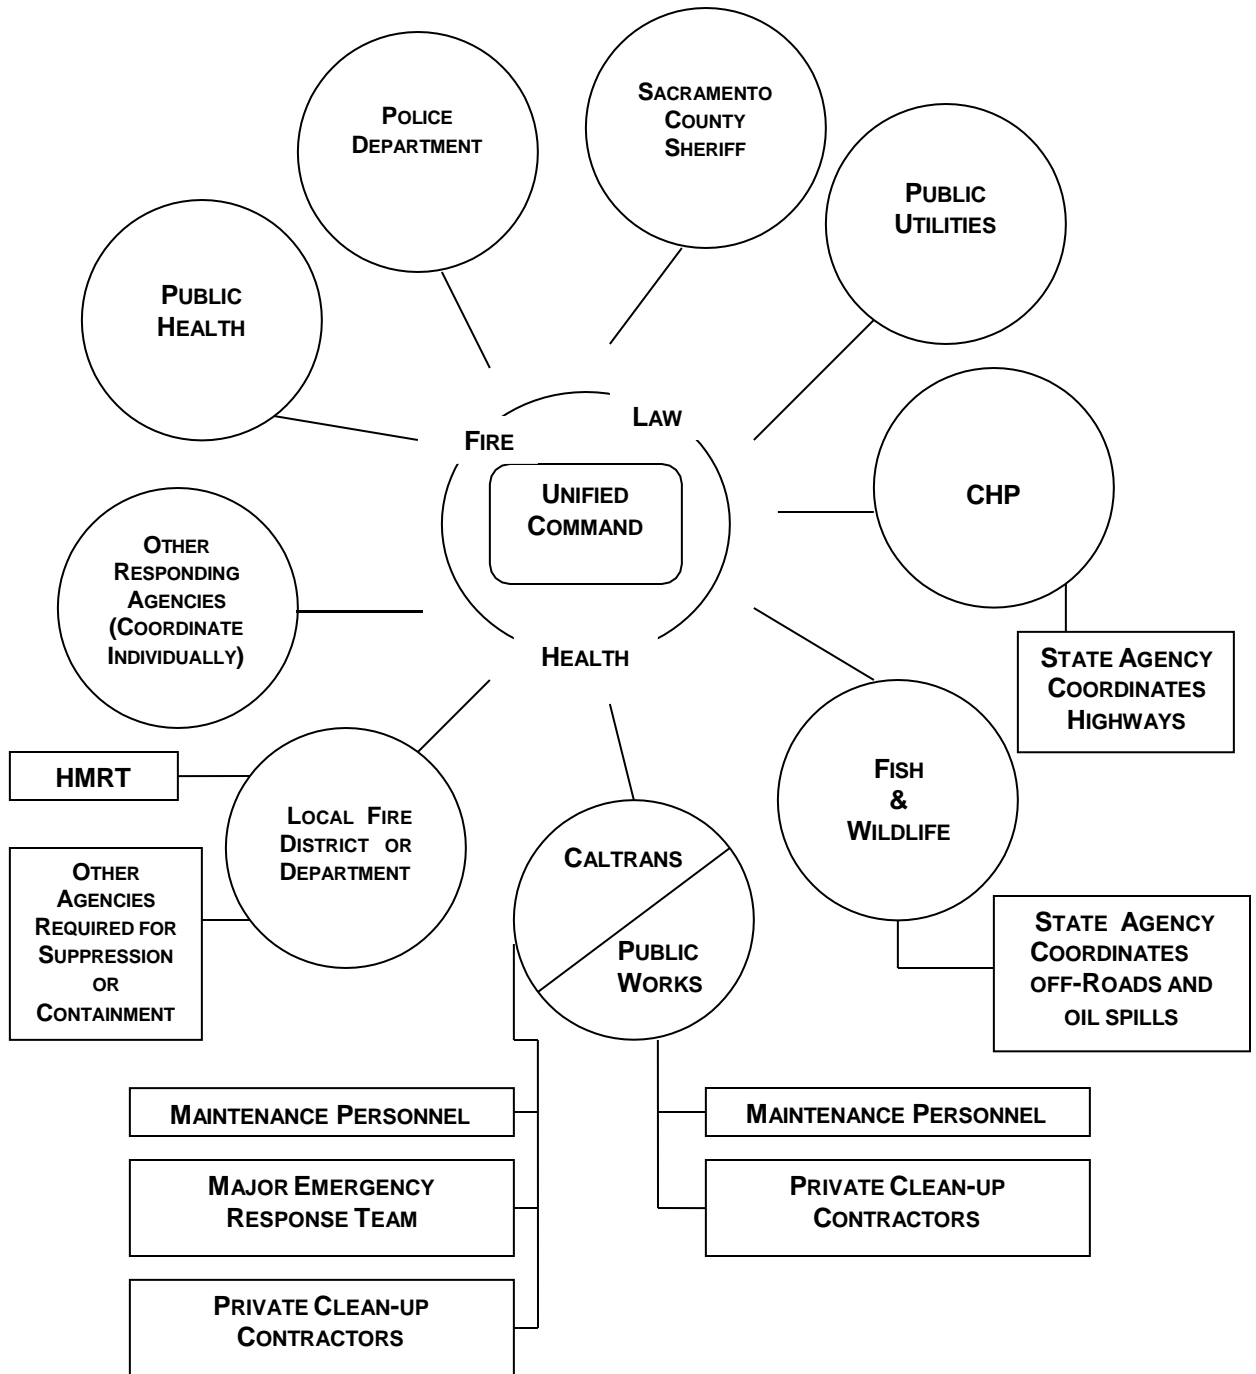 SACRAMENTO
COUNTY
SHERIFF
POLICE
DEPARTMENT
PUBLIC
UTILITIES
PUBLIC
HEALTH
LAW
FIRE
UNIFIED
COMMAND
HEALTH
CHP
STATE AGENCY
COORDINATES
HIGHWAYS
OTHER
RESPONDING
AGENCIES
(COORDINATE
INDIVIDUALLY)
HMRT
LOCAL FIRE
DISTRICT OR
DEPARTMENT
OTHER
AGENCIES
REQUIRED FOR
SUPPRESSION
OR
CONTAINMENT
CALTRANS
PUBLIC
WORKS
FISH
&
WILDLIFE
STATE AGENCY
COORDINATES
OFF-ROADS AND
OIL SPILLS
MAINTENANCE PERSONNEL
MAJOR EMERGENCY
RESPONSE TEAM
PRIVATE CLEAN-UP
CONTRACTORS
MAINTENANCE PERSONNEL
PRIVATE CLEAN-UP
CONTRACTORS